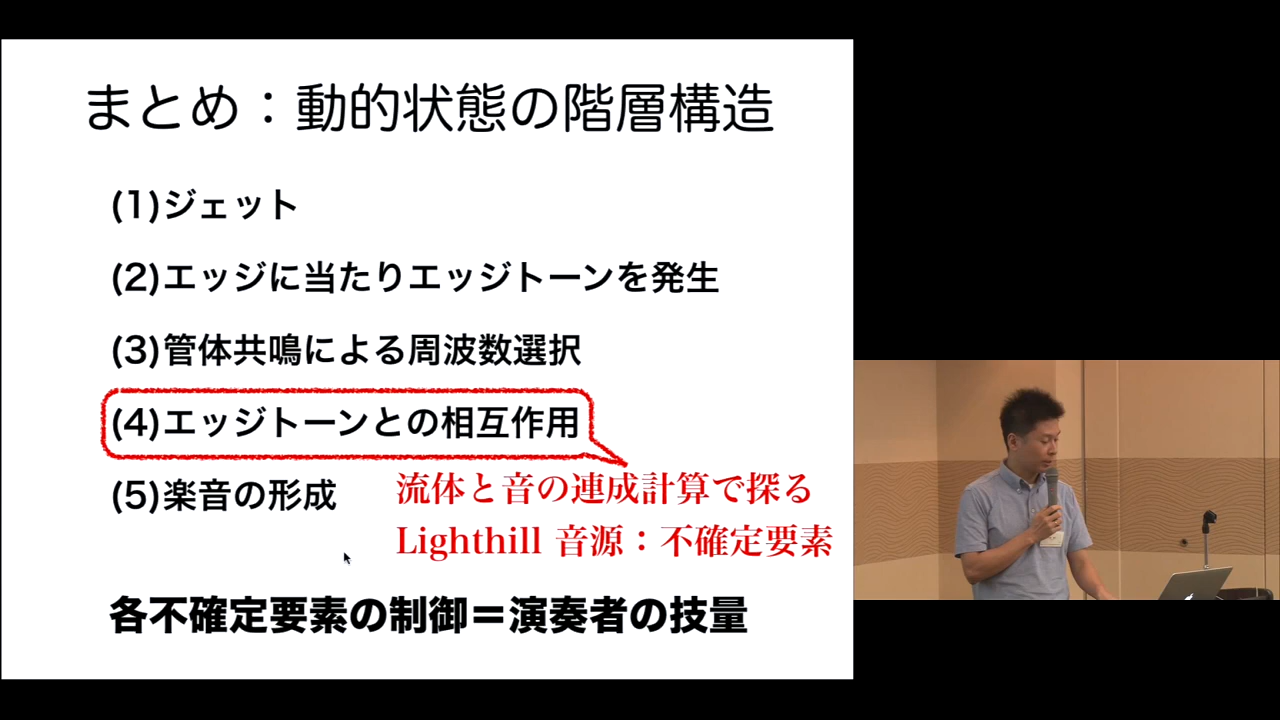 まとめ：動的状態の階層構造
(1)ジェット
(2)エッジに当たりエッジトーンを発生
(3)管体共鳴による周波数選択
(4)エッジトーンとの相互作用
(5)楽音の形成
流体と音の連成計算で探る
Lighthill 音源：不確定要素
各不確定要素の制御＝演奏者の技量